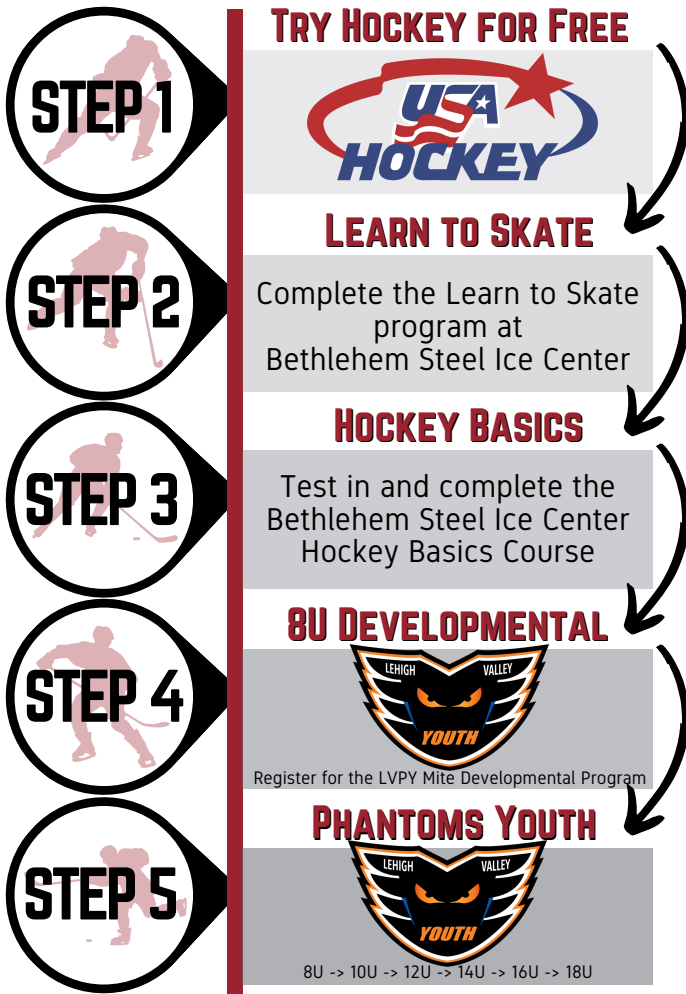 STEP 1
TRY HOCKEY FOR FREE
USA
HOCKEY
STEP 2
LEARN TO SKATE
Complete the Learn to Skate
program at
Bethlehem Steel Ice Center
STEP 3
HOCKEY BASICS
Test in and complete the
Bethlehem Steel Ice Center
Hockey Basics Course
STEP 4
8U DEVELOPMENTAL
LEHIGH VALLEY
YOUTH
Register for the LVPY Mite Developmental Program
STEP 5
PHANTOMS YOUTH
LEHIGH VALLEY
YOUTH
8U -> 10U -> 12U -> 14U -> 16U -> 18U